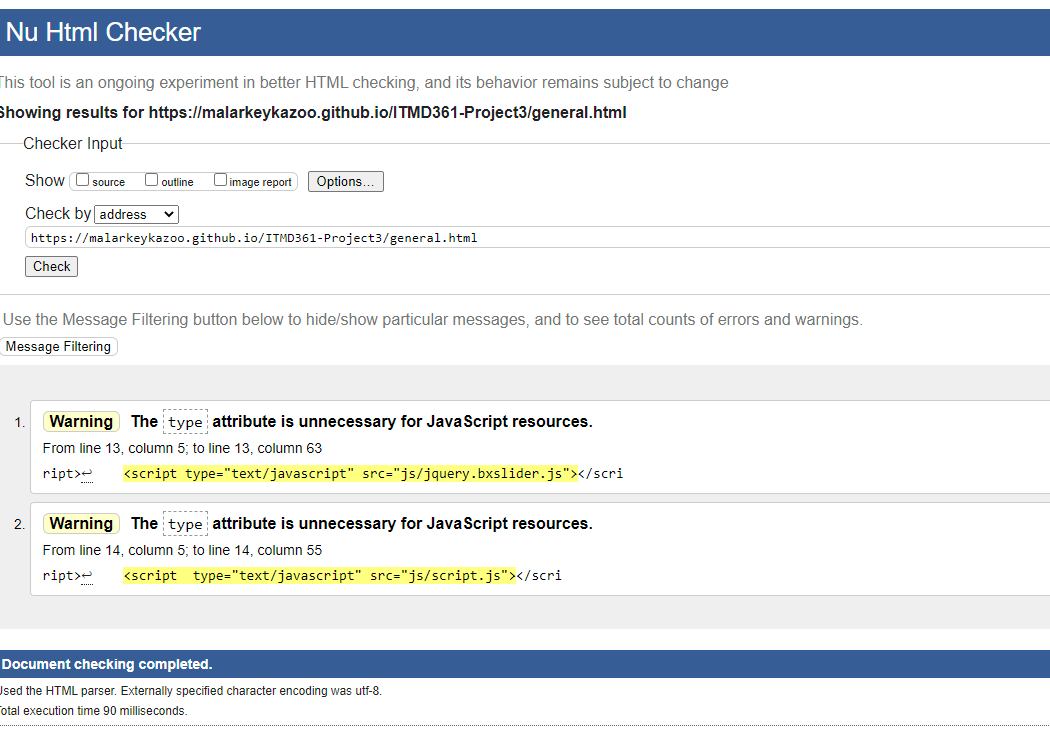 Nu Html Checker
This tool is an ongoing experiment in better HTML checking, and its behavior remains subject to change
Showing results for https://malarkeykazoo.github.io/ITMD361-Project3/general.html
Checker Input
Show source outline image report Options...
Check by address
https://malarkeykazoo.github.io/ITMD361-Project3/general.html
Check
Use the Message Filtering button below to hide/show particular messages, and to see total counts of errors and warnings.
Message Filtering
1. Warning The type attribute is unnecessary for JavaScript resources.
From line 13, column 5; to line 13, column 63
ript>↩    <script type="text/javascript" src="js/jquery.bxslider.js"></scri
2. Warning The type attribute is unnecessary for JavaScript resources.
From line 14, column 5; to line 14, column 55
ript>↩    <script  type="text/javascript" src="js/script.js"></scri
Document checking completed.
Used the HTML parser. Externally specified character encoding was utf-8.
Total execution time 90 milliseconds.